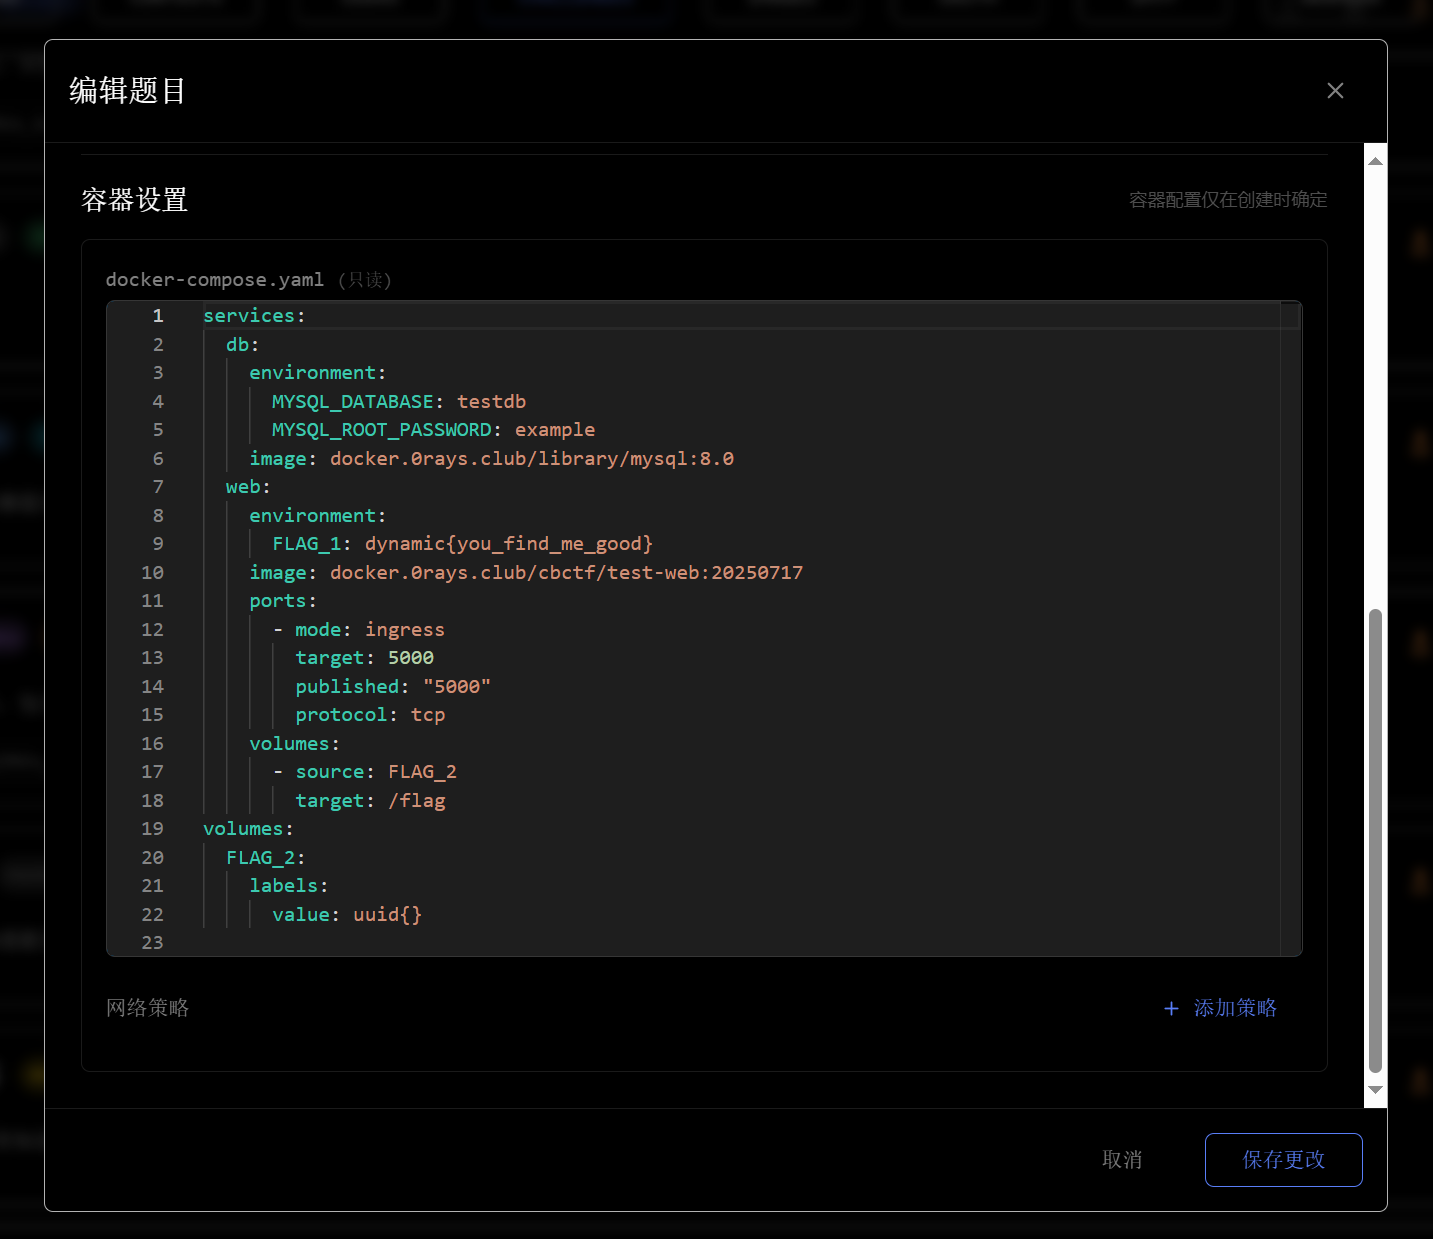 编辑题目
容器设置
容器配置仅在创建时确定
docker-compose.yaml (只读)
1 services:
2   db:
3     environment:
4       MYSQL_DATABASE: testdb
5       MYSQL_ROOT_PASSWORD: example
6     image: docker.0rays.club/library/mysql:8.0
7   web:
8     environment:
9       FLAG_1: dynamic{you_find_me_good}
10     image: docker.0rays.club/cbctf/test-web:20250717
11     ports:
12       - mode: ingress
13         target: 5000
14         published: "5000"
15         protocol: tcp
16     volumes:
17       - source: FLAG_2
18         target: /flag
19 volumes:
20   FLAG_2:
21     labels:
22       value: uuid{}
23
网络策略
+ 添加策略
取消
保存更改